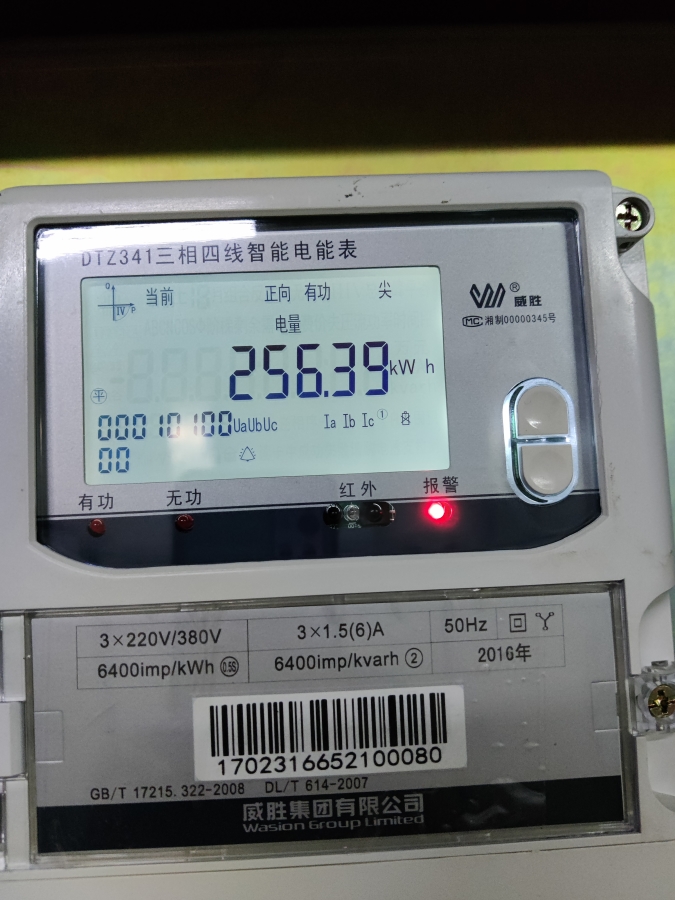 DTZ341三相四线智能电能表
当前 正向 有功 尖
IV P
电量
256.39 kW h
平
00010100 UaUbUc Ia Ib Ic ①
00
威胜®
MC 湘制00000345号
有功 无功 红外 报警
3×220V/380V 3×1.5(6)A 50Hz
6400imp/kWh 0.5S 6400imp/kvarh ② 2016年
1702316652100080
GB/T 17215.322-2008 DL/T 614-2007
威胜集团有限公司
Wasion Group Limited